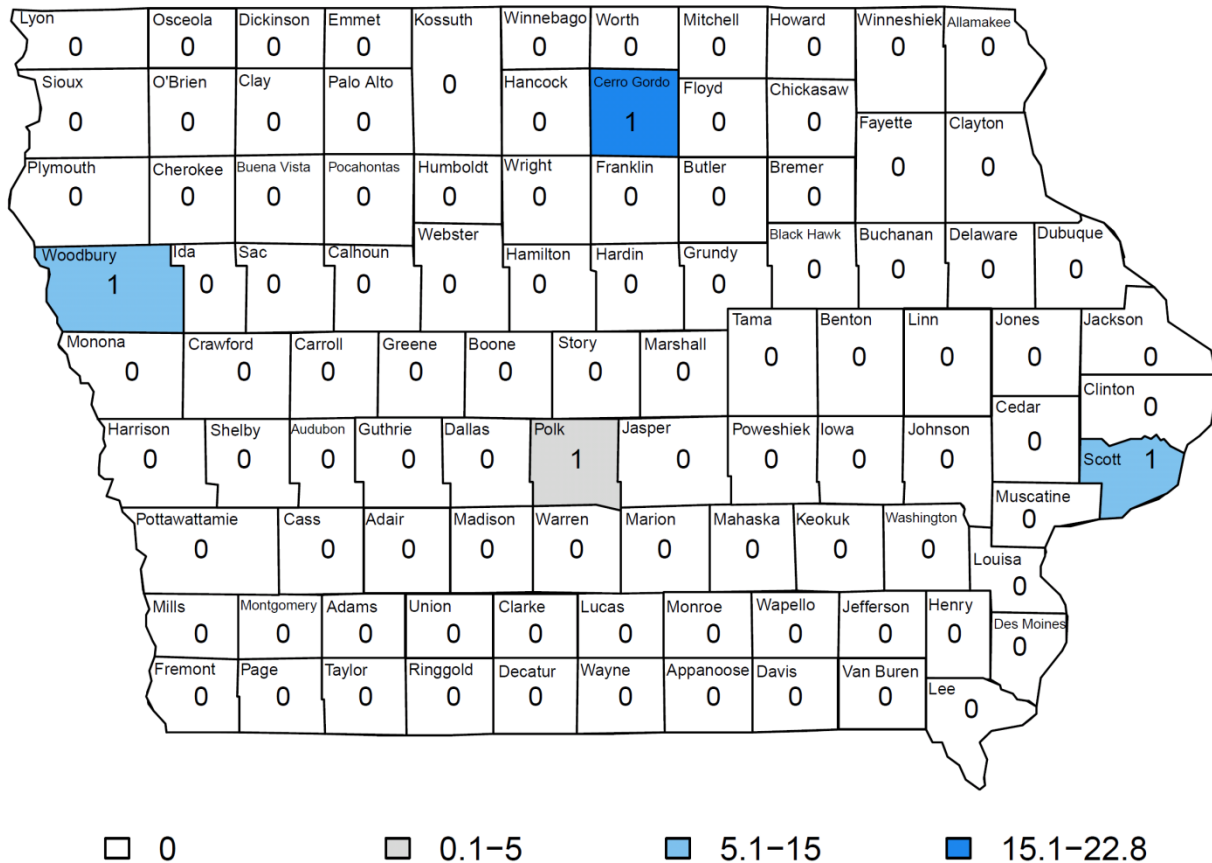 Lyon Osceola Dickinson Emmet Kossuth Winnebago Worth Mitchell Howard Winneshiek Allamakee
0 0 0 0 0 0 0 0 0 0
Sioux O'Brien Clay Palo Alto 0 Hancock Cerro Gordo Floyd Chickasaw
0 0 0 0 0 1 0 0
Fayette Clayton
0 0
Plymouth Cherokee Buena Vista Pocahontas Humboldt Wright Franklin Butler Bremer
0 0 0 0 0 0 0 0 0
Woodbury Ida Sac Calhoun Webster Hamilton Hardin Grundy Black Hawk Buchanan Delaware Dubuque
1 0 0 0 0 0 0 0 0 0 0 0
Monona Crawford Carroll Greene Boone Story Marshall Tama Benton Linn Jones Jackson
0 0 0 0 0 0 0 0 0 0 0 0
Clinton
0
Harrison Shelby Audubon Guthrie Dallas Polk Jasper Poweshiek Iowa Johnson Cedar
0 0 0 0 0 1 0 0 0 0 0
Scott 1
Muscatine
0
Pottawattamie Cass Adair Madison Warren Marion Mahaska Keokuk Washington
0 0 0 0 0 0 0 0 0
Louisa
0
Mills Montgomery Adams Union Clarke Lucas Monroe Wapello Jefferson Henry Des Moines
0 0 0 0 0 0 0 0 0 0 0
Fremont Page Taylor Ringgold Decatur Wayne Appanoose Davis Van Buren Lee
0 0 0 0 0 0 0 0 0 0
0 0.1−5 5.1−15 15.1−22.8